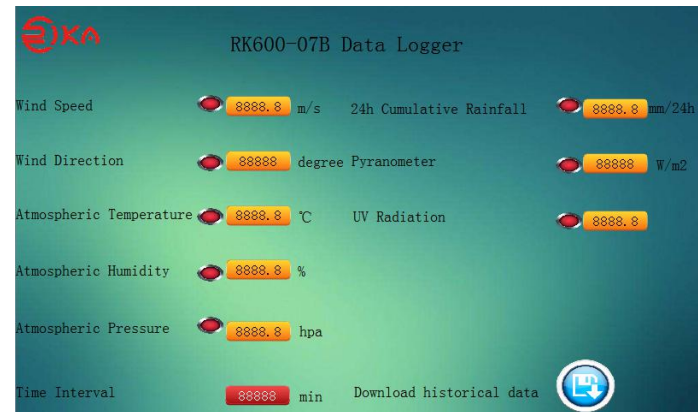 RIKA
RK600-07B Data Logger
Wind Speed 8888.8 m/s 24h Cumulative Rainfall 8888.8 mm/24h
Wind Direction 88888 degree Pyranometer 88888 W/m2
Atmospheric Temperature 8888.8 ℃ UV Radiation 8888.8
Atmospheric Humidity 8888.8 %
Atmospheric Pressure 8888.8 hpa
Time Interval 88888 min Download historical data